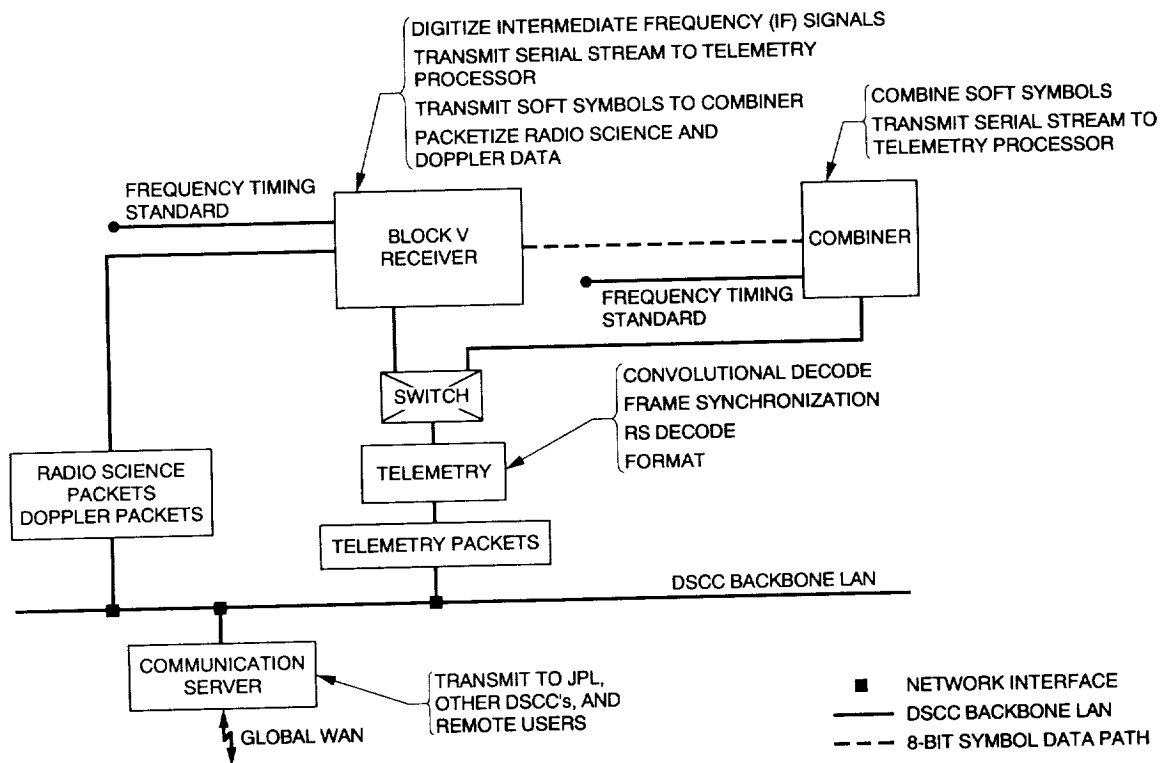 DIGITIZE INTERMEDIATE FREQUENCY (IF) SIGNALS
TRANSMIT SERIAL STREAM TO TELEMETRY
PROCESSOR
TRANSMIT SOFT SYMBOLS TO COMBINER
PACKETIZE RADIO SCIENCE AND
DOPPLER DATA
COMBINE SOFT SYMBOLS
TRANSMIT SERIAL STREAM TO
TELEMETRY PROCESSOR
FREQUENCY TIMING
STANDARD
BLOCK V
RECEIVER
COMBINER
FREQUENCY TIMING
STANDARD
SWITCH
CONVOLUTIONAL DECODE
FRAME SYNCHRONIZATION
RS DECODE
FORMAT
TELEMETRY
RADIO SCIENCE
PACKETS
DOPPLER PACKETS
TELEMETRY PACKETS
DSCC BACKBONE LAN
COMMUNICATION
SERVER
TRANSMIT TO JPL,
OTHER DSCC's, AND
REMOTE USERS
GLOBAL WAN
NETWORK INTERFACE
DSCC BACKBONE LAN
8-BIT SYMBOL DATA PATH